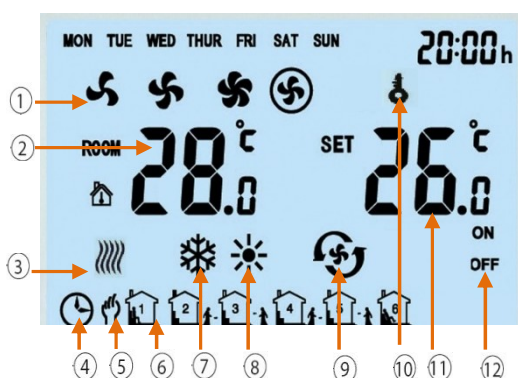 MON TUE WED THUR FRI SAT SUN 20:00h
1
2 ROOM 28.0℃ SET 26.0℃
ON
3 OFF
1 2 3 4 5 6
4 5 6 7 8 9 10 11 12